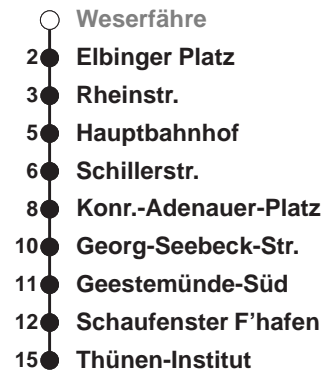 Weserfähre
2 Elbinger Platz
3 Rheinstr.
5 Hauptbahnhof
6 Schillerstr.
8 Konr.-Adenauer-Platz
10 Georg-Seebeck-Str.
11 Geestemünde-Süd
12 Schaufenster F'hafen
15 Thünen-Institut